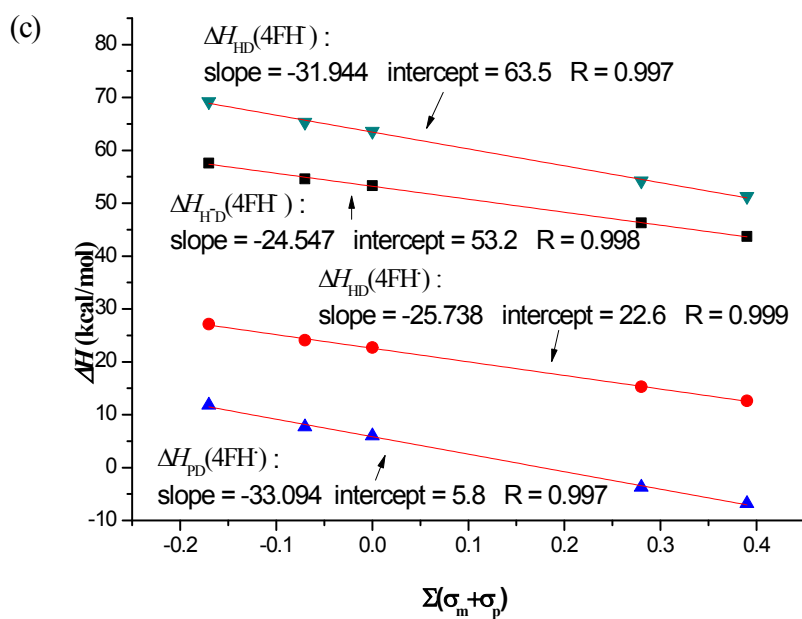 (c)
ΔH_HD(4FH⁻) :
slope = -31.944 intercept = 63.5 R = 0.997
ΔH_H⁻D(4FH⁻) :
slope = -24.547 intercept = 53.2 R = 0.998
ΔH_HD(4FH·) :
slope = -25.738 intercept = 22.6 R = 0.999
ΔH_PD(4FH·) :
slope = -33.094 intercept = 5.8 R = 0.997
ΔH (kcal/mol)
80
70
60
50
40
30
20
10
0
-10
-0.2 -0.1 0.0 0.1 0.2 0.3 0.4
Σ(σm+σp)